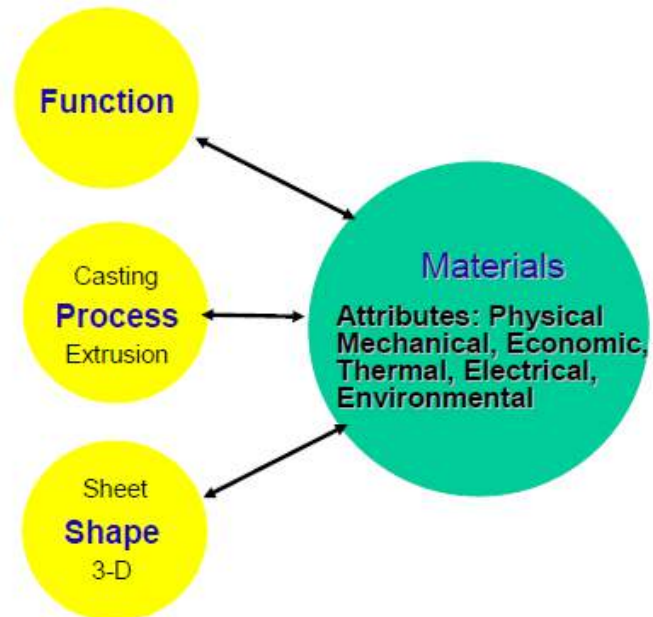 Function
Casting
Process
Extrusion
Sheet
Shape
3-D
Materials
Attributes: Physical
Mechanical, Economic,
Thermal, Electrical,
Environmental